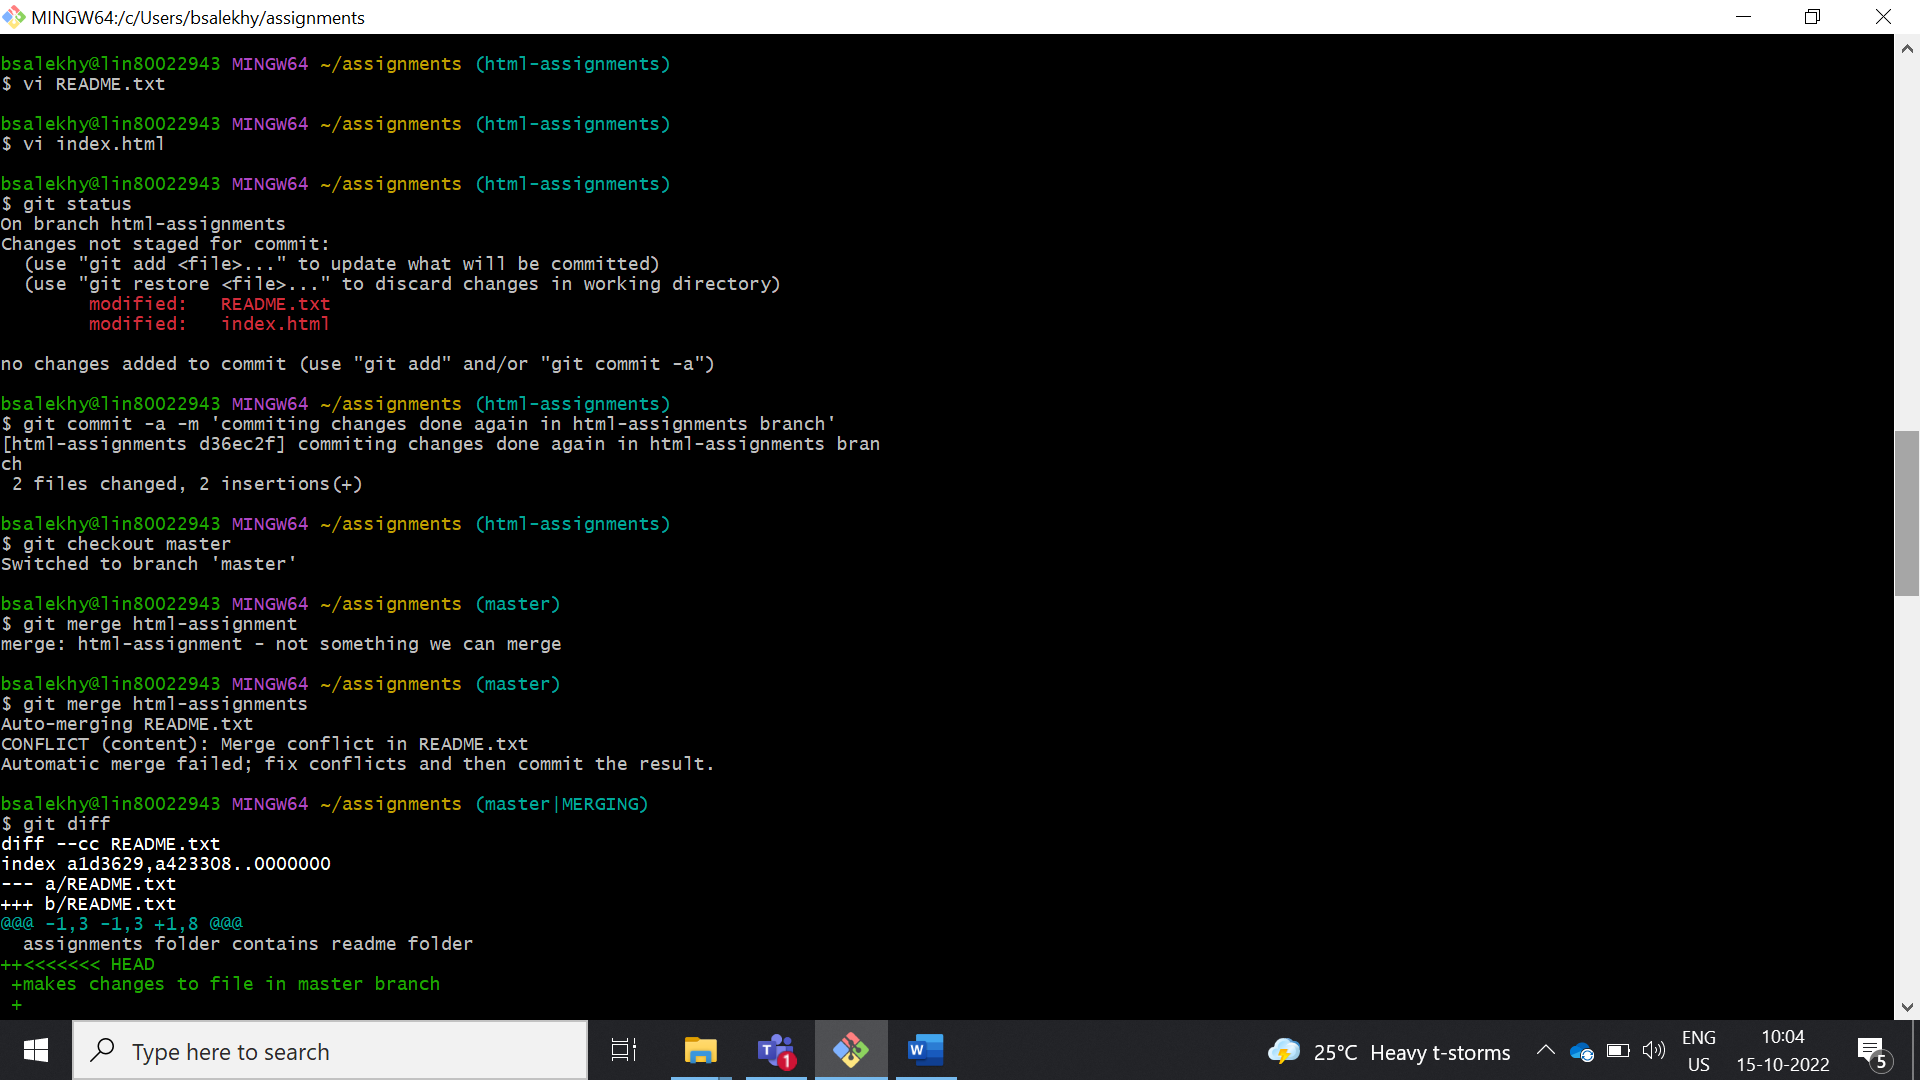 MINGW64:/c/Users/bsalekhy/assignments
bsalekhy@lin80022943 MINGW64 ~/assignments (html-assignments)
$ vi README.txt
bsalekhy@lin80022943 MINGW64 ~/assignments (html-assignments)
$ vi index.html
bsalekhy@lin80022943 MINGW64 ~/assignments (html-assignments)
$ git status
On branch html-assignments
Changes not staged for commit:
  (use "git add <file>..." to update what will be committed)
  (use "git restore <file>..." to discard changes in working directory)
        modified:   README.txt
        modified:   index.html
no changes added to commit (use "git add" and/or "git commit -a")
bsalekhy@lin80022943 MINGW64 ~/assignments (html-assignments)
$ git commit -a -m 'commiting changes done again in html-assignments branch'
[html-assignments d36ec2f] commiting changes done again in html-assignments bran
ch
 2 files changed, 2 insertions(+)
bsalekhy@lin80022943 MINGW64 ~/assignments (html-assignments)
$ git checkout master
Switched to branch 'master'
bsalekhy@lin80022943 MINGW64 ~/assignments (master)
$ git merge html-assignment
merge: html-assignment - not something we can merge
bsalekhy@lin80022943 MINGW64 ~/assignments (master)
$ git merge html-assignments
Auto-merging README.txt
CONFLICT (content): Merge conflict in README.txt
Automatic merge failed; fix conflicts and then commit the result.
bsalekhy@lin80022943 MINGW64 ~/assignments (master|MERGING)
$ git diff
diff --cc README.txt
index a1d3629,a423308..0000000
--- a/README.txt
+++ b/README.txt
@@@ -1,3 -1,3 +1,8 @@@
  assignments folder contains readme folder
++<<<<<<< HEAD
 +makes changes to file in master branch
 +
Type here to search
T 1
W
25°C Heavy t-storms
ENG
US
10:04
15-10-2022
5